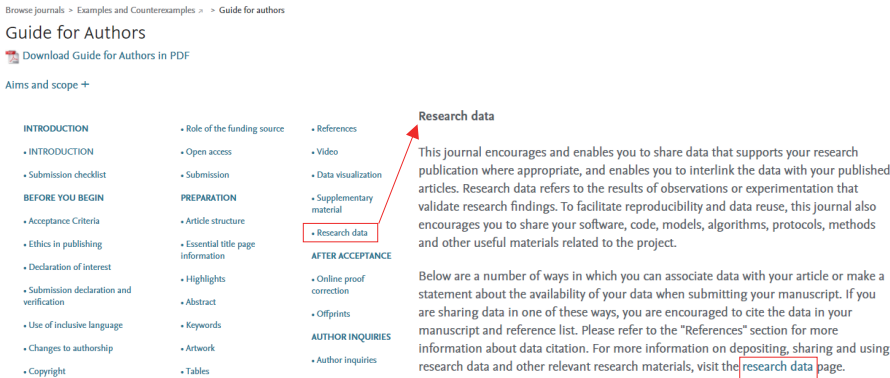 Browse journals > Examples and Counterexamples > > Guide for authors
Guide for Authors
Download Guide for Authors in PDF
Aims and scope +
INTRODUCTION
• INTRODUCTION
• Submission checklist
BEFORE YOU BEGIN
• Acceptance Criteria
• Ethics in publishing
• Declaration of interest
• Submission declaration and
verification
• Use of inclusive language
• Changes to authorship
• Copyright
• Role of the funding source
• Open access
• Submission
PREPARATION
• Article structure
• Essential title page
information
• Highlights
• Abstract
• Keywords
• Artwork
• Tables
• References
• Video
• Data visualization
• Supplementary
material
• Research data
AFTER ACCEPTANCE
• Online proof
correction
• Offprints
AUTHOR INQUIRIES
• Author inquiries
Research data
This journal encourages and enables you to share data that supports your research
publication where appropriate, and enables you to interlink the data with your published
articles. Research data refers to the results of observations or experimentation that
validate research findings. To facilitate reproducibility and data reuse, this journal also
encourages you to share your software, code, models, algorithms, protocols, methods
and other useful materials related to the project.
Below are a number of ways in which you can associate data with your article or make a
statement about the availability of your data when submitting your manuscript. If you
are sharing data in one of these ways, you are encouraged to cite the data in your
manuscript and reference list. Please refer to the "References" section for more
information about data citation. For more information on depositing, sharing and using
research data and other relevant research materials, visit the research data page.